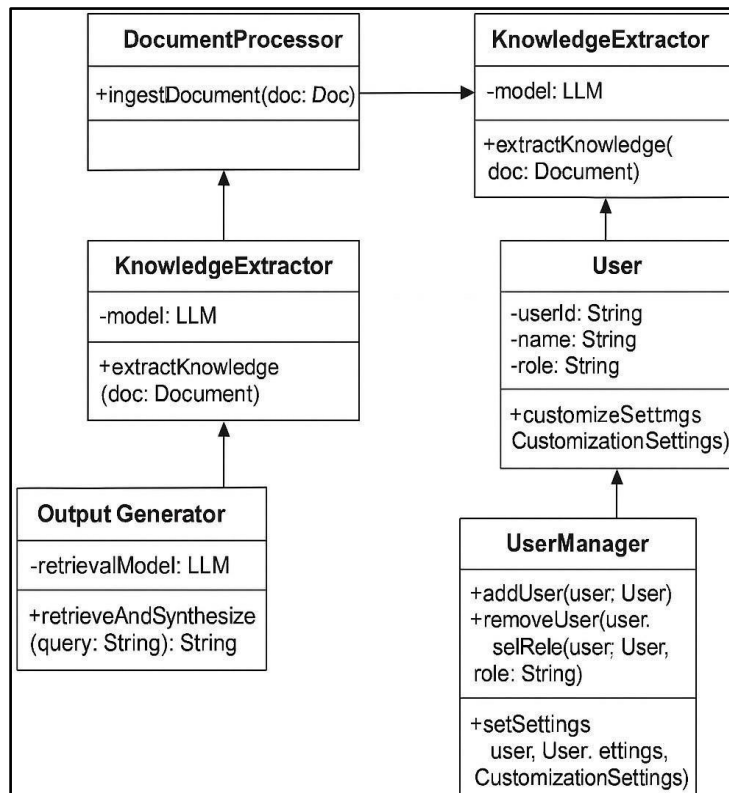 DocumentProcessor
+ingestDocument(doc: Doc)
KnowledgeExtractor
-model: LLM
+extractKnowledge(
doc: Document)
KnowledgeExtractor
-model: LLM
+extractKnowledge
(doc: Document)
User
-userId: String
-name: String
-role: String
+customizeSettmgs
CustomizationSettings)
Output Generator
-retrievalModel: LLM
+retrieveAndSynthesize
(query: String): String
UserManager
+addUser(user: User)
+removeUser(user.
selRele(user; User,
role: String)
+setSettings
user, User. ettings,
CustomizationSettings)